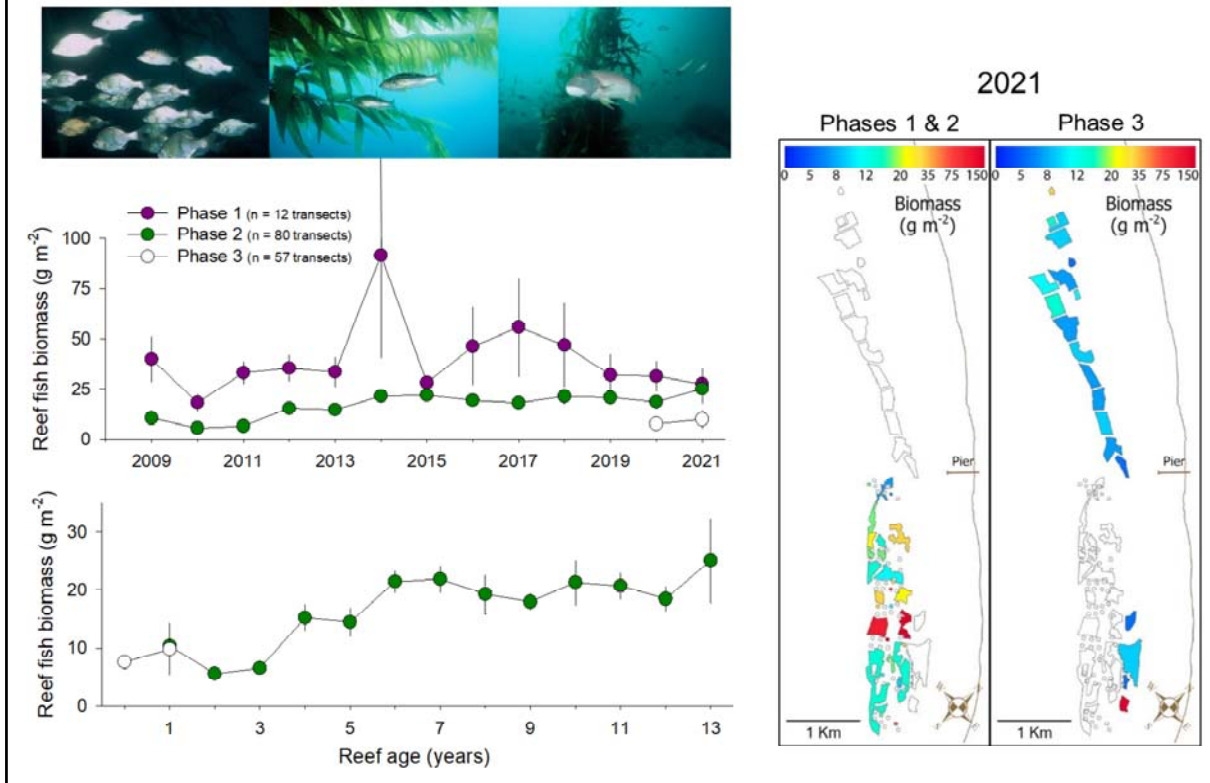 Phase 1 (n = 12 transects)
Phase 2 (n = 80 transects)
Phase 3 (n = 57 transects)
Reef fish biomass (g m-2)
100
75
50
25
0
2009 2011 2013 2015 2017 2019 2021
Reef fish biomass (g m-2)
30
20
10
0
1 3 5 7 9 11 13
Reef age (years)
2021
Phases 1 & 2
Phase 3
0 5 8 12 20 35 75 150
0 5 8 12 20 35 75 150
Biomass
(g m-2)
Biomass
(g m-2)
Pier
Pier
1 Km
1 Km